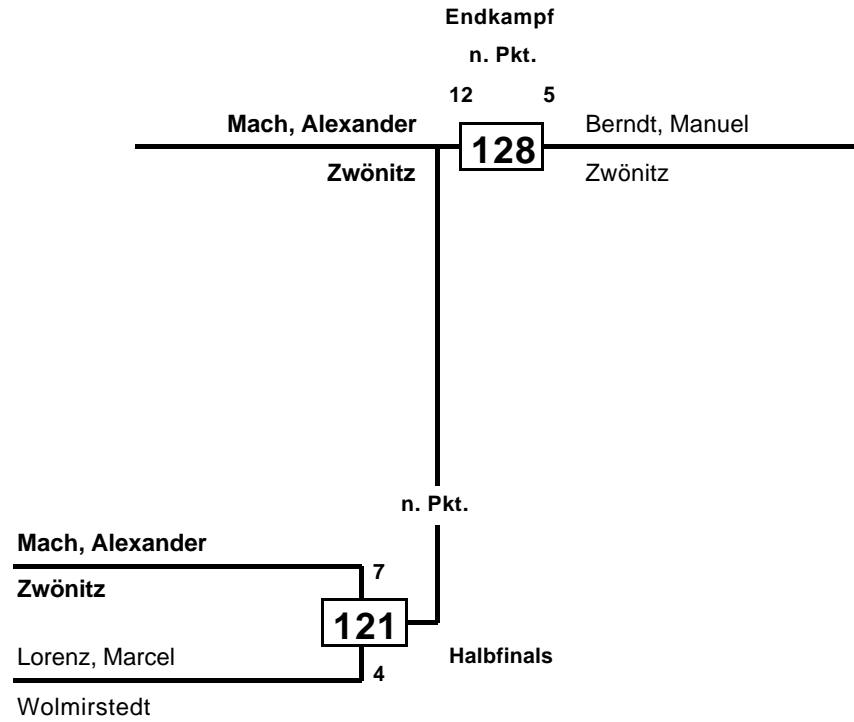 Endkampf
n. Pkt.
12 5
Mach, Alexander 128 Berndt, Manuel
Zwönitz Zwönitz
n. Pkt.
Mach, Alexander
7
Zwönitz
121
Lorenz, Marcel Halbfinals
4
Wolmirstedt